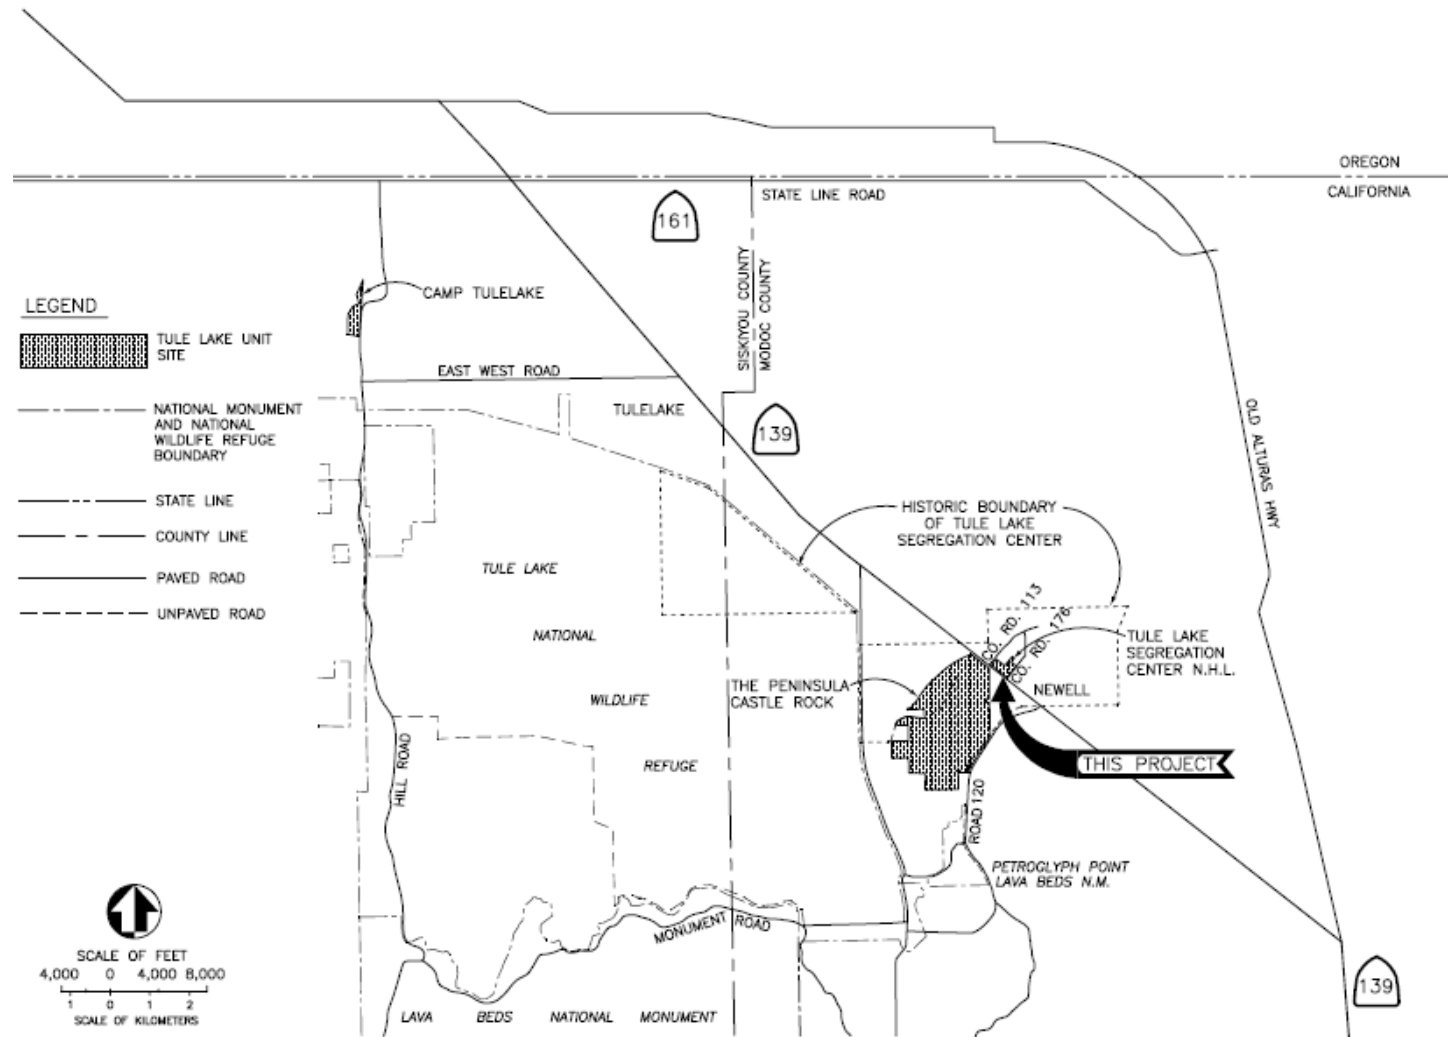 OREGON
CALIFORNIA
STATE LINE ROAD
161
SISKIYOU COUNTY
MODOC COUNTY
CAMP TULELAKE
LEGEND
TULE LAKE UNIT
SITE
NATIONAL MONUMENT
AND NATIONAL
WILDLIFE REFUGE
BOUNDARY
STATE LINE
COUNTY LINE
PAVED ROAD
UNPAVED ROAD
EAST WEST ROAD
TULELAKE
139
OLD ALTURAS HWY
HISTORIC BOUNDARY
OF TULE LAKE
SEGREGATION CENTER
TULE LAKE
NATIONAL
WILDLIFE
REFUGE
CO. RD. 113
CO. RD. 176
TULE LAKE
SEGREGATION
CENTER N.H.L.
THE PENINSULA
CASTLE ROCK
NEWELL
THIS PROJECT
HILL ROAD
ROAD 120
PETROGLYPH POINT
LAVA BEDS N.M.
MONUMENT ROAD
139
LAVA BEDS NATIONAL MONUMENT
SCALE OF FEET
4,000 0 4,000 8,000
1 0 1 2
SCALE OF KILOMETERS